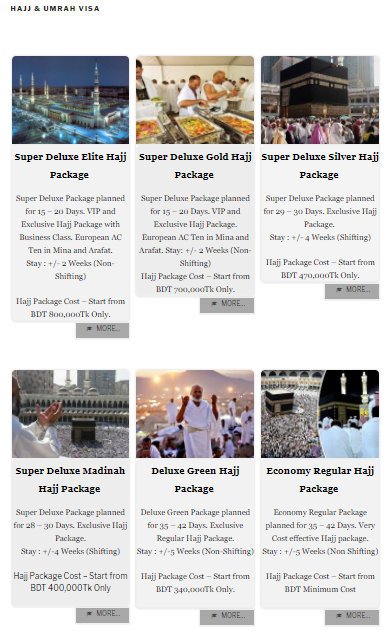 HAJJ & UMRAH VISA
Super Deluxe Elite Hajj
Package
Super Deluxe Package planned
for 15 – 20 Days. VIP and
Exclusive Hajj Package with
Business Class. European AC
Ten in Mina and Arafat.
Stay : +/- 2 Weeks (Non-
Shifting)
Hajj Package Cost – Start from
BDT 800,000Tk Only.
MORE...
Super Deluxe Gold Hajj
Package
Super Deluxe Package planned
for 15 – 20 Days. VIP and
Exclusive Hajj Package.
European AC Ten in Mina and
Arafat. Stay: +/- 2 Weeks (Non-
Shifting)
Hajj Package Cost – Start from
BDT 700,000Tk Only.
MORE...
Super Deluxe Silver Hajj
Package
Super Deluxe Package planned
for 29 – 30 Days. Exclusive Hajj
Package.
Stay : +/- 4 Weeks (Shifting)
Hajj Package Cost – Start from
BDT 470,000Tk Only.
MORE...
Super Deluxe Madinah
Hajj Package
Super Deluxe Package planned
for 28 – 30 Days. Exclusive Hajj
Package.
Stay : +/-4 Weeks (Shifting)
Hajj Package Cost – Start from
BDT 400,000Tk Only
MORE...
Deluxe Green Hajj
Package
Deluxe Green Package planned
for 35 – 42 Days. Exclusive
Regular Hajj Package.
Stay : +/-5 Weeks (Non-Shifting)
Hajj Package Cost – Start from
BDT 340,000Tk Only.
MORE...
Economy Regular Hajj
Package
Economy Regular Package
planned for 35 – 42 Days. Very
Cost effective Hajj package.
Stay : +/-5 Weeks (Non Shifting)
Hajj Package Cost – Start from
BDT Minimum Cost
MORE...